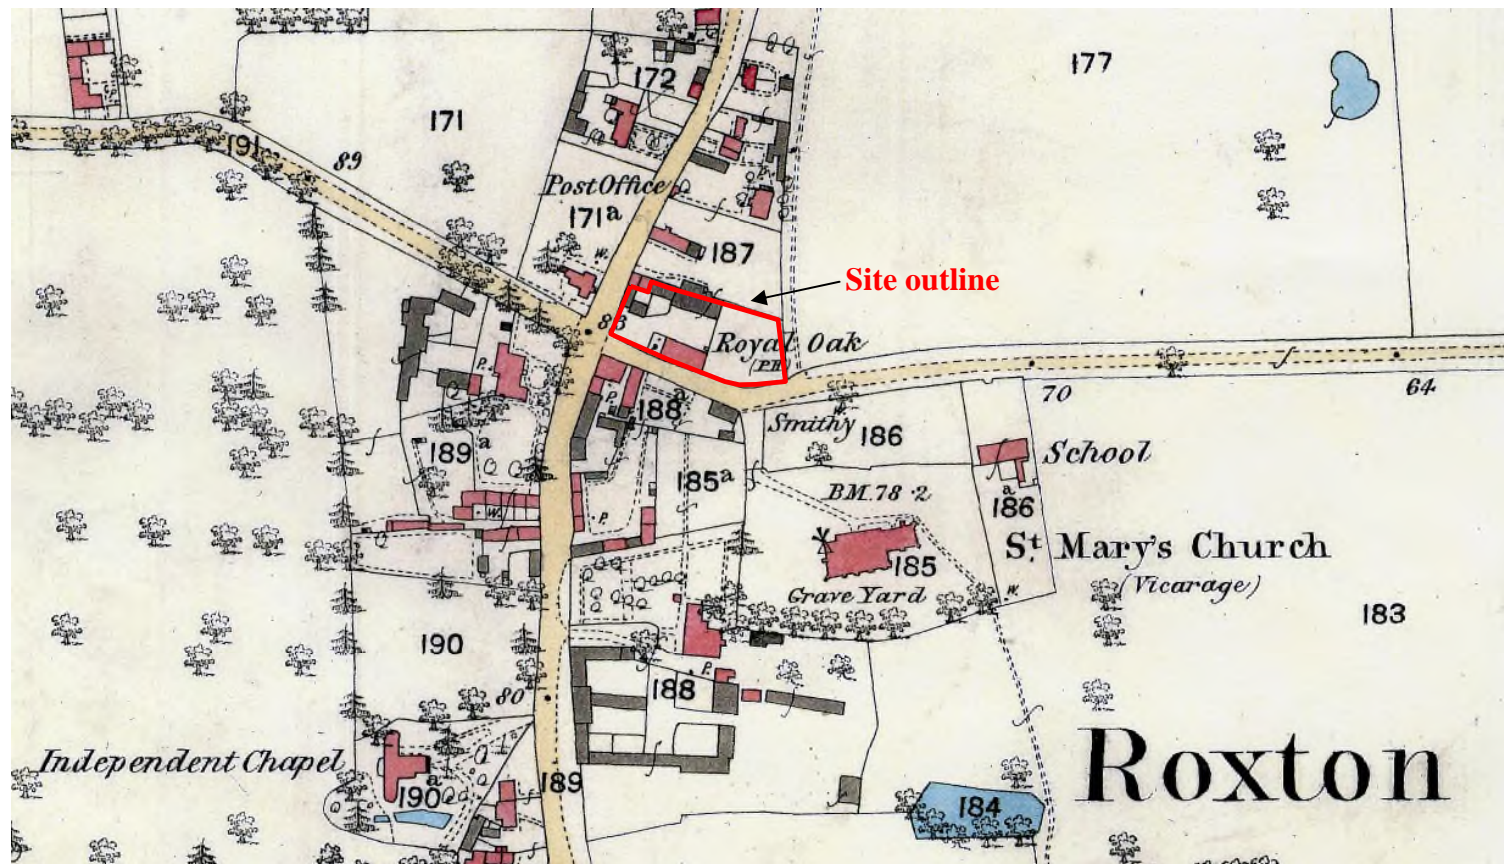 172
177
171
191
89
Post Office
171a
W.
187
P.
Site outline
83
Royal Oak
(P.H)
P.
P.
P.
188
a
70
64
Smithy
186
School
189
a
185a
BM. 78·2
a
186
W.
P.
St. Mary's Church
(Vicarage)
185
Grave Yard
W.
183
190
P.
188
80
Independent Chapel
a
190
189
Roxton
184